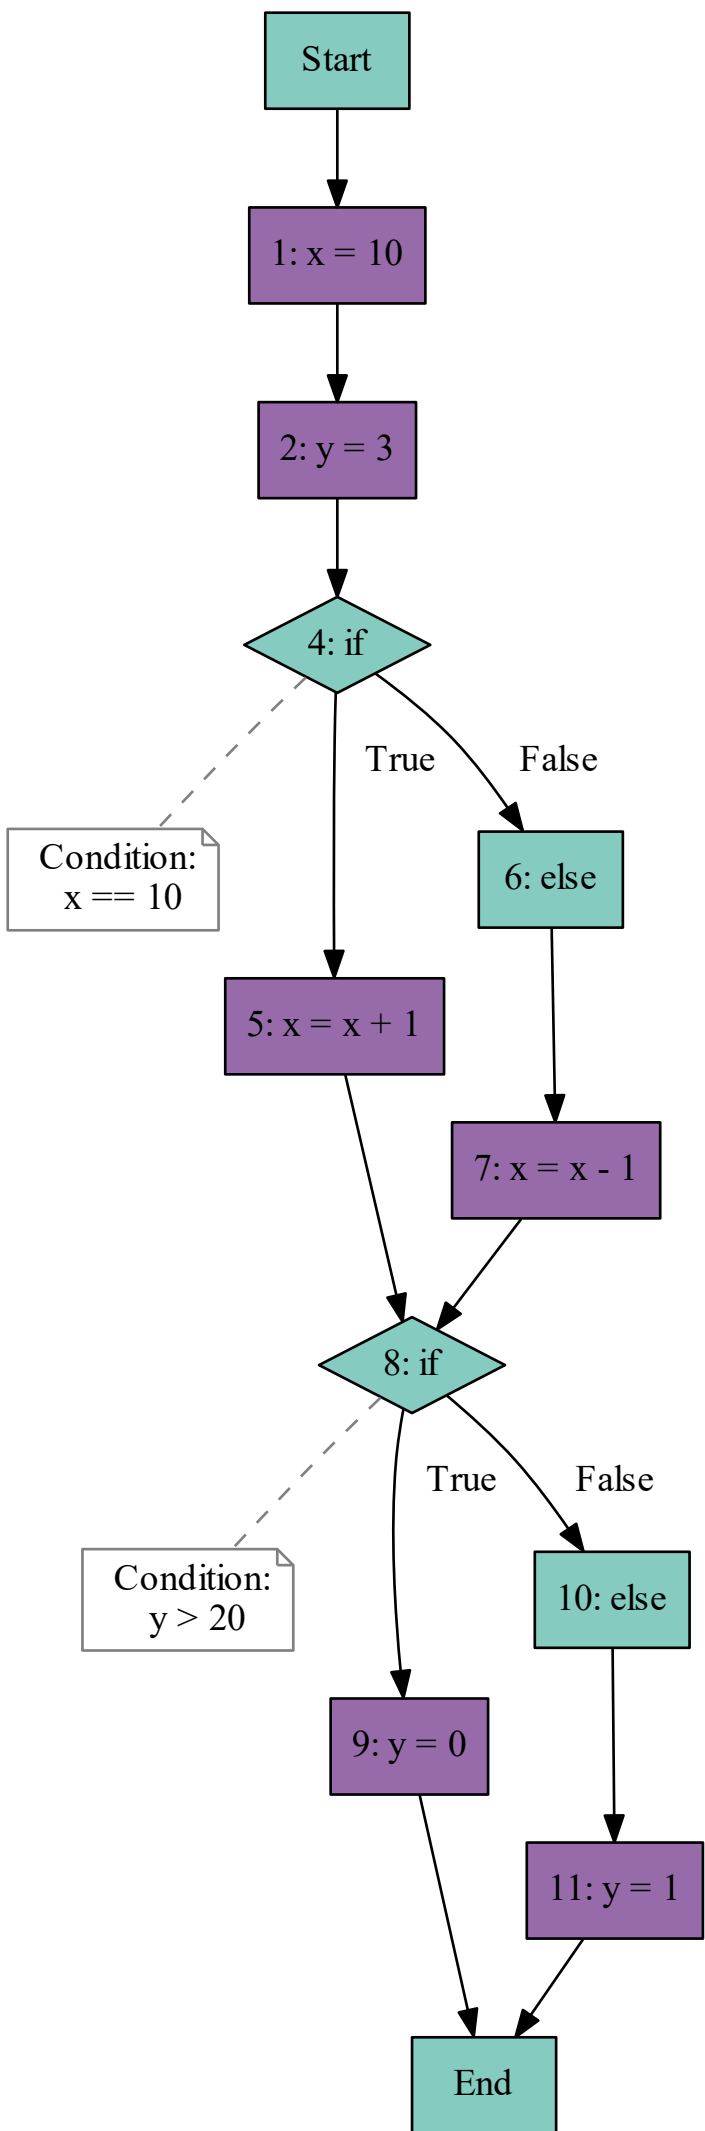 Start
1: x = 10
2: y = 3
4: if
True
False
Condition:
x == 10
6: else
5: x = x + 1
7: x = x - 1
8: if
True
False
Condition:
y > 20
10: else
9: y = 0
11: y = 1
End